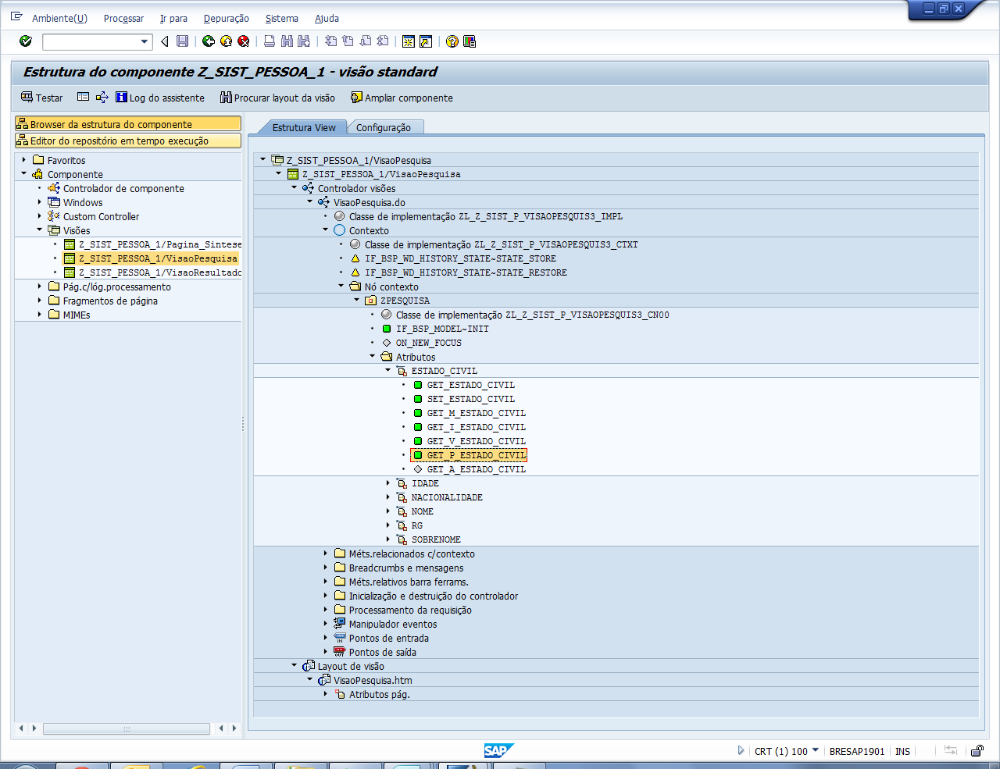 Ambiente(U) Processar Ir para Depuração Sistema Ajuda
Estrutura do componente Z_SIST_PESSOA_1 - visão standard
Testar Log do assistente Procurar layout da visão Ampliar componente
Browser da estrutura do componente
Editor do repositório em tempo execução
Favoritos
Componente
Controlador de componente
Windows
Custom Controller
Visões
Z_SIST_PESSOA_1/Pagina_Sintese
Z_SIST_PESSOA_1/VisaoPesquisa
Z_SIST_PESSOA_1/VisaoResultado
Pág.c/lóg.processamento
Fragmentos de página
MIMEs
Estrutura View Configuração
Z_SIST_PESSOA_1/VisaoPesquisa
Z_SIST_PESSOA_1/VisaoPesquisa
Controlador visões
VisaoPesquisa.do
Classe de implementação ZL_Z_SIST_P_VISAOPESQUIS3_IMPL
Contexto
Classe de implementação ZL_Z_SIST_P_VISAOPESQUIS3_CTXT
IF_BSP_WD_HISTORY_STATE~STATE_STORE
IF_BSP_WD_HISTORY_STATE~STATE_RESTORE
Nó contexto
ZPESQUISA
Classe de implementação ZL_Z_SIST_P_VISAOPESQUIS3_CN00
IF_BSP_MODEL~INIT
ON_NEW_FOCUS
Atributos
ESTADO_CIVIL
GET_ESTADO_CIVIL
SET_ESTADO_CIVIL
GET_M_ESTADO_CIVIL
GET_I_ESTADO_CIVIL
GET_V_ESTADO_CIVIL
GET_P_ESTADO_CIVIL
GET_A_ESTADO_CIVIL
IDADE
NACIONALIDADE
NOME
RG
SOBRENOME
Méts.relacionados c/contexto
Breadcrumbs e mensagens
Méts.relativos barra ferrams.
Inicialização e destruição do controlador
Processamento da requisição
Manipulador eventos
Pontos de entrada
Pontos de saída
Layout de visão
VisaoPesquisa.htm
Atributos pág.
SAP CRT (1) 100 BRESAP1901 INS